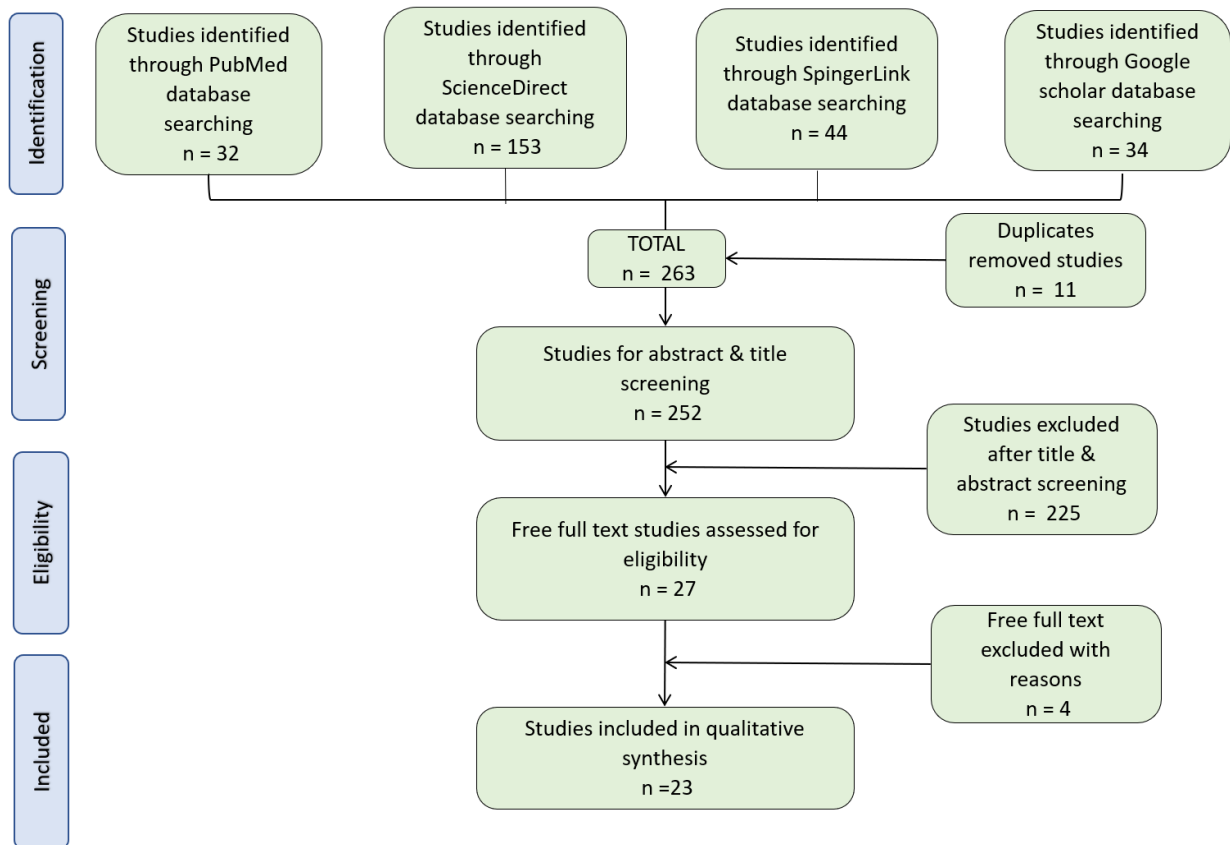 Identification
Studies identified
through PubMed
database
searching
n = 32
Studies identified
through
ScienceDirect
database searching
n = 153
Studies identified
through SpingerLink
database searching
n = 44
Studies identified
through Google
scholar database
searching
n = 34
Screening
TOTAL
n = 263
Duplicates
removed studies
n = 11
Studies for abstract & title
screening
n = 252
Studies excluded
after title &
abstract screening
n = 225
Eligibility
Free full text studies assessed for
eligibility
n = 27
Free full text
excluded with
reasons
n = 4
Included
Studies included in qualitative
synthesis
n =23